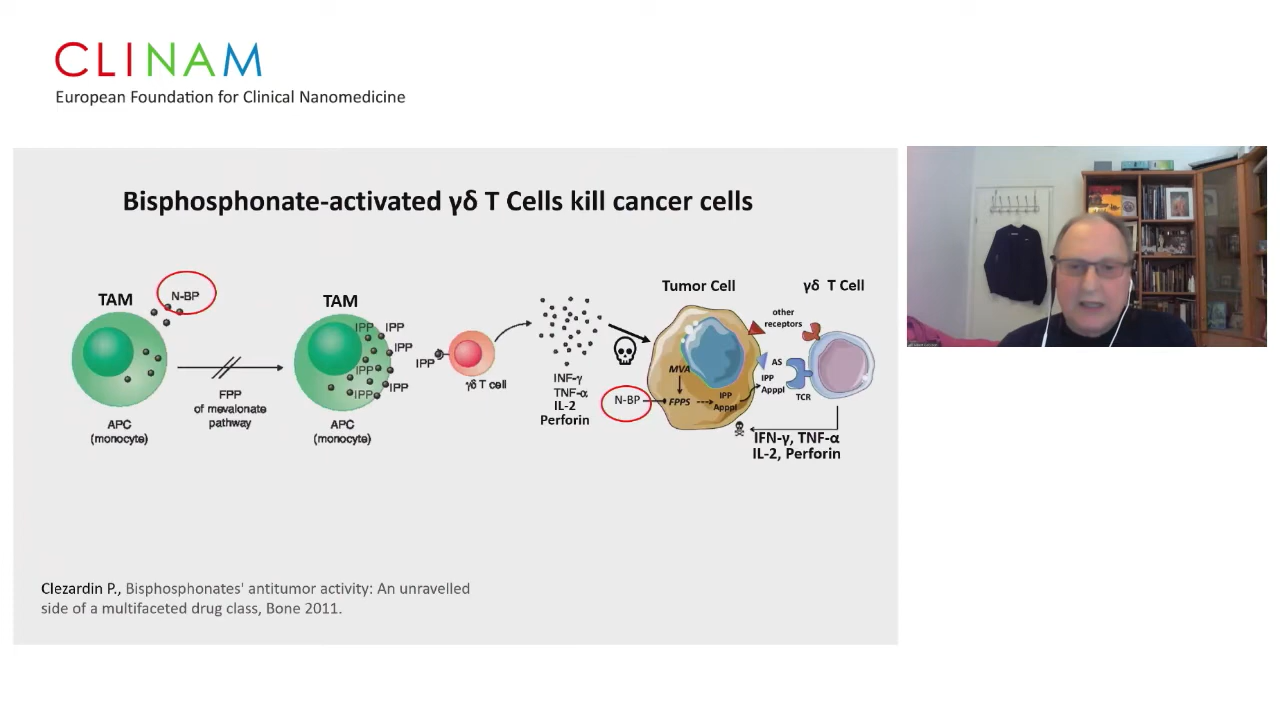 CLINAM
European Foundation for Clinical Nanomedicine
Bisphosphonate-activated γδ T Cells kill cancer cells
TAM
N-BP
APC
(monocyte)
FPP
of mevalonate
pathway
TAM
IPP
IPP
IPP
IPP
IPP
IPP
APC
(monocyte)
IPP
γδ T cell
INF-γ
TNF-α
IL-2
Perforin
Tumor Cell
γδ T Cell
other
receptors
MVA
N-BP
FPPS
IPP
ApppI
AS
IPP
ApppI
TCR
IFN-γ, TNF-α
IL-2, Perforin
Clezardin P., Bisphosphonates' antitumor activity: An unravelled
side of a multifaceted drug class, Bone 2011.